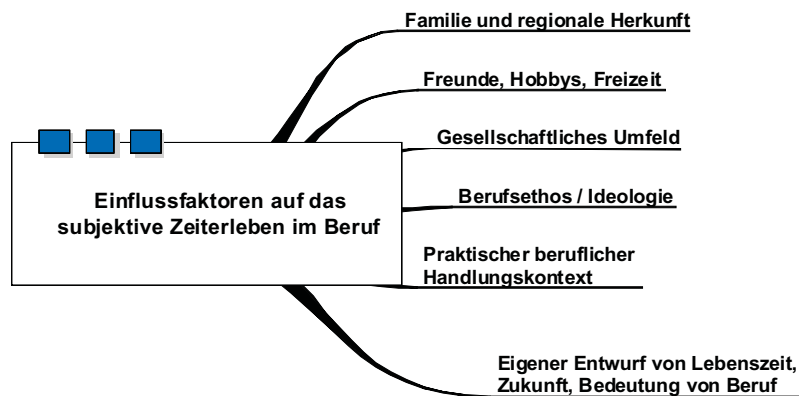 Familie und regionale Herkunft
Freunde, Hobbys, Freizeit
Gesellschaftliches Umfeld
Einflussfaktoren auf das
subjektive Zeiterleben im Beruf
Berufsethos / Ideologie
Praktischer beruflicher
Handlungskontext
Eigener Entwurf von Lebenszeit,
Zukunft, Bedeutung von Beruf